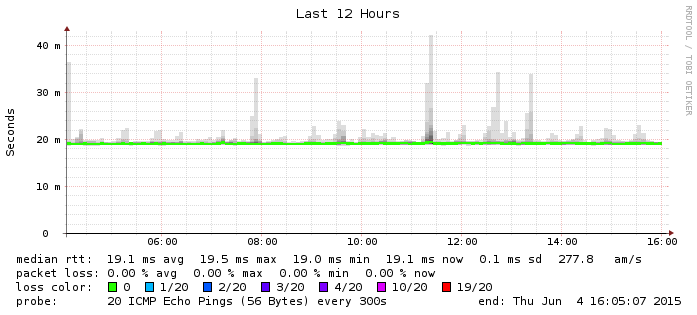 Last 12 Hours
RRDTOOL / TOBI OETIKER
Seconds
40 m
30 m
20 m
10 m
0
06:00 08:00 10:00 12:00 14:00 16:00
median rtt: 19.1 ms avg 19.5 ms max 19.0 ms min 19.1 ms now 0.1 ms sd 277.8 am/s
packet loss: 0.00 % avg 0.00 % max 0.00 % min 0.00 % now
loss color: 0 1/20 2/20 3/20 4/20 10/20 19/20
probe: 20 ICMP Echo Pings (56 Bytes) every 300s end: Thu Jun 4 16:05:07 2015